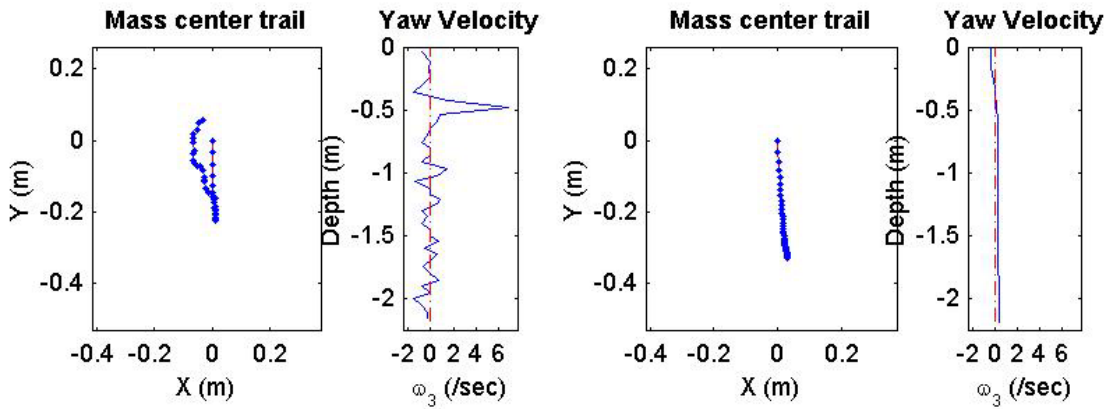 Mass center trail
Yaw Velocity
Mass center trail
Yaw Velocity
0.2
0
-0.2
-0.4
Y (m)
-0.4 -0.2 0 0.2
X (m)
0
-0.5
-1
-1.5
-2
Depth (m)
-2 0 2 4 6
ω_3 (/sec)
0.2
0
-0.2
-0.4
Y (m)
-0.4 -0.2 0 0.2
X (m)
0
-0.5
-1
-1.5
-2
Depth (m)
-2 0 2 4 6
ω_3 (/sec)